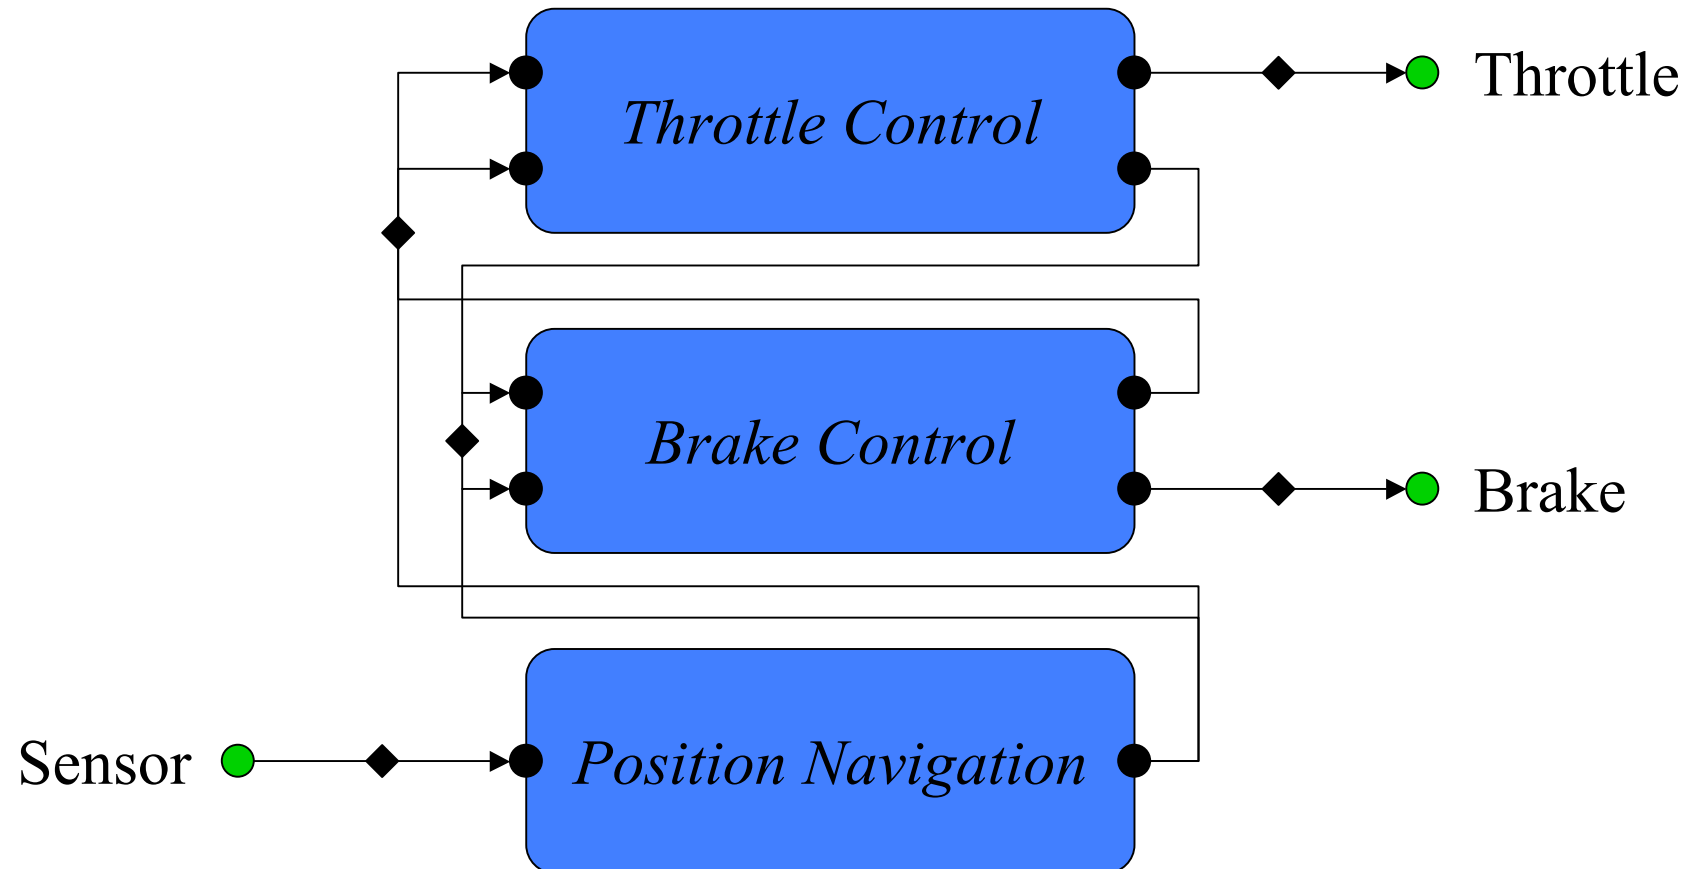 Throttle
Throttle Control
Brake Control
Brake
Sensor
Position Navigation